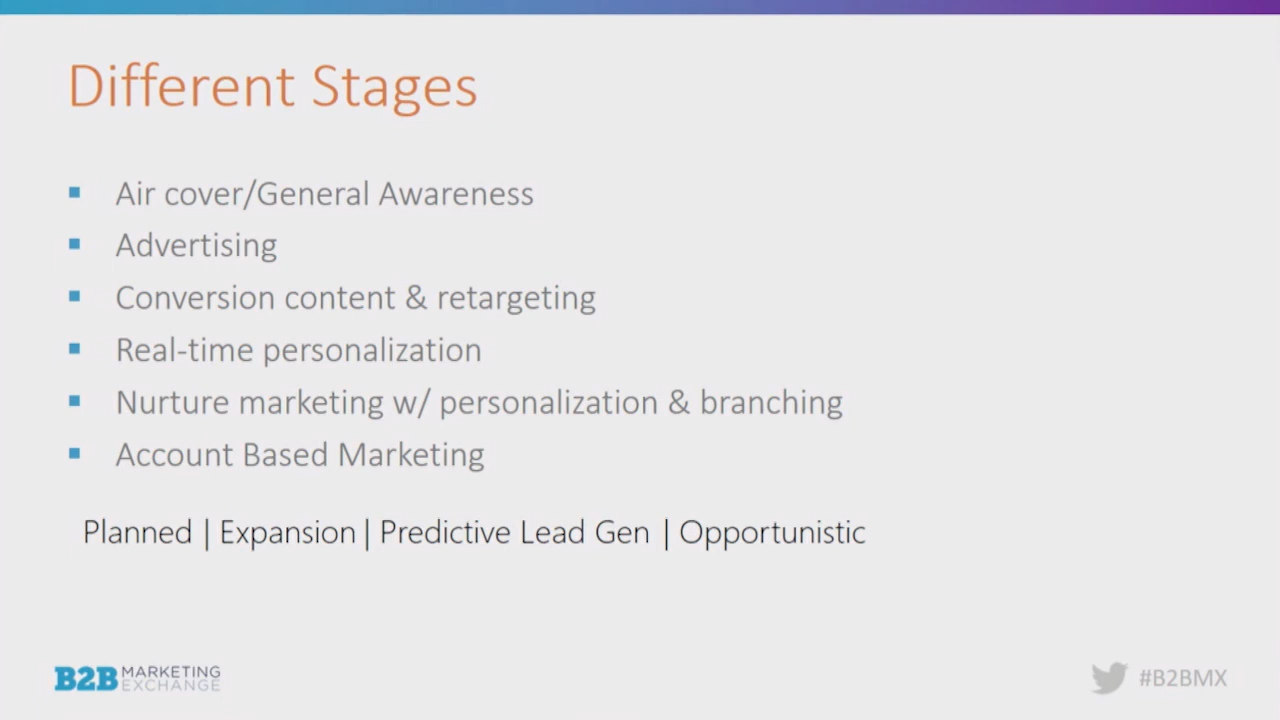 Different Stages
Air cover/General Awareness
Advertising
Conversion content & retargeting
Real-time personalization
Nurture marketing w/ personalization & branching
Account Based Marketing
Planned | Expansion | Predictive Lead Gen | Opportunistic
B2B MARKETING
EXCHANGE
#B2BMX